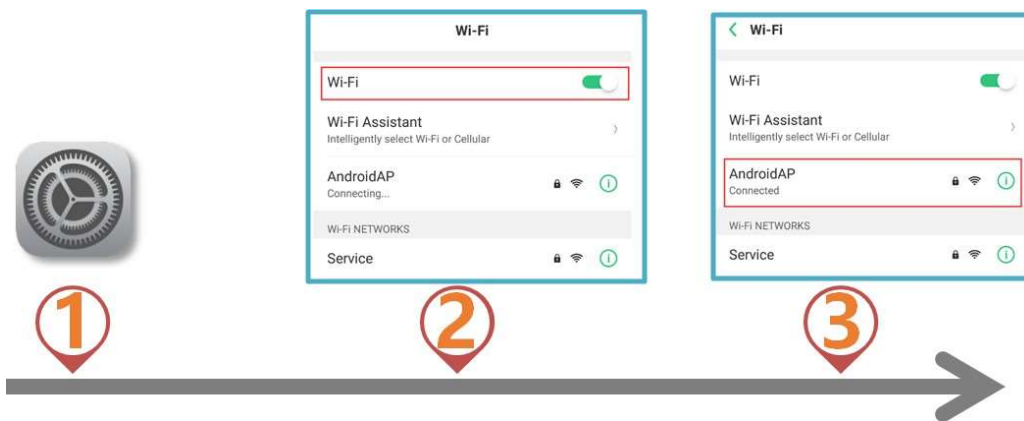 Wi-Fi
Wi-Fi
Wi-Fi Assistant
Intelligently select Wi-Fi or Cellular
AndroidAP
Connecting...
Wi-Fi NETWORKS
Service
Wi-Fi
Wi-Fi
Wi-Fi Assistant
Intelligently select Wi-Fi or Cellular
AndroidAP
Connected
Wi-Fi NETWORKS
Service
1
2
3